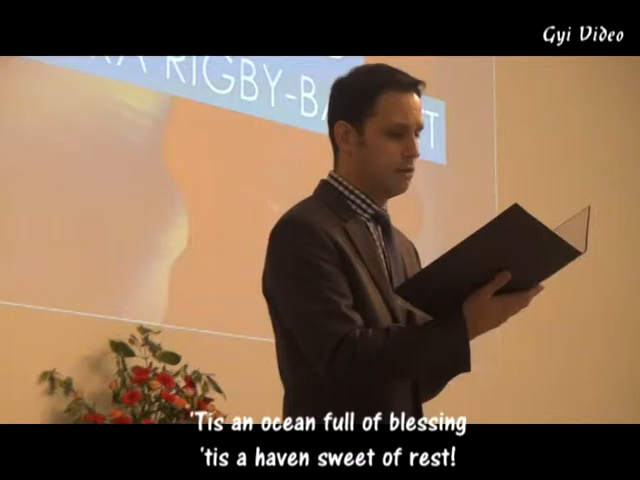 Gyi Video
RIGBY-BA
T
'Tis an ocean full of blessing
'tis a haven sweet of rest!